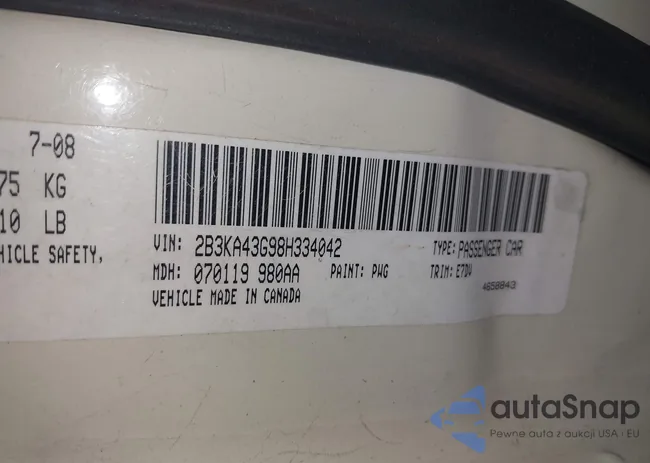 7-08
75 KG
10 LB
HICLE SAFETY,
VIN: 2B3KA43G98H334042
TYPE: PASSENGER CAR
MDH: 070119 980AA
PAINT: PWG
TRIM: E7DV
VEHICLE MADE IN CANADA
4658843
autaSnap
Pewne auta z aukcji USA i EU